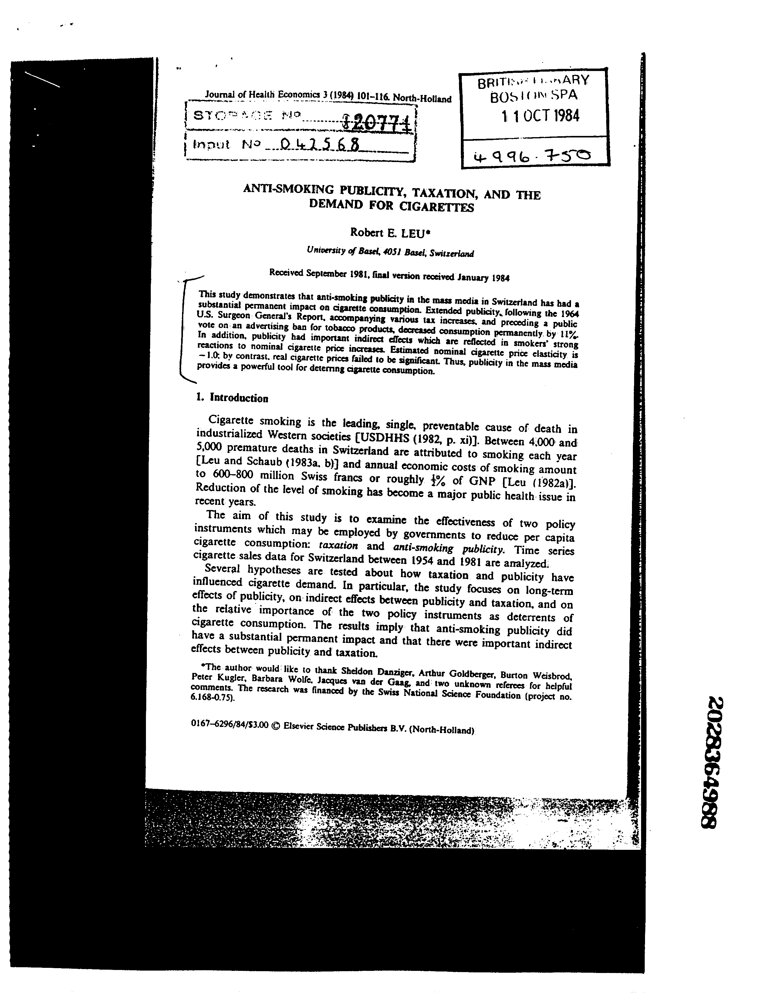 Journal of Health Economics 3 (1984) 101–116. North-Holland
BRITISH LIBRARY
BOSTON SPA
11 OCT 1984
4996.750
STORAGE No
320774
Input No 042568
ANTI-SMOKING PUBLICITY, TAXATION, AND THE
DEMAND FOR CIGARETTES
Robert E. LEU*
University of Basel, 4051 Basel, Switzerland
Received September 1981, final version received January 1984
This study demonstrates that anti-smoking publicity in the mass media in Switzerland has had a
substantial permanent impact on cigarette consumption. Extended publicity, following the 1964
U.S. Surgeon General's Report, accompanying various tax increases, and preceding a public
vote on an advertising ban for tobacco products, decreased consumption permanently by 11%.
In addition, publicity had important indirect effects which are reflected in smokers' strong
reactions to nominal cigarette price increases. Estimated nominal cigarette price elasticity is
−1.0; by contrast, real cigarette prices failed to be significant. Thus, publicity in the mass media
provides a powerful tool for deterring cigarette consumption.
1. Introduction
Cigarette smoking is the leading, single, preventable cause of death in
industrialized Western societies [USDHHS (1982, p. xi)]. Between 4,000 and
5,000 premature deaths in Switzerland are attributed to smoking each year
[Leu and Schaub (1983a, b)] and annual economic costs of smoking amount
to 600–800 million Swiss francs or roughly ½% of GNP [Leu (1982a)].
Reduction of the level of smoking has become a major public health issue in
recent years.
The aim of this study is to examine the effectiveness of two policy
instruments which may be employed by governments to reduce per capita
cigarette consumption: taxation and anti-smoking publicity. Time series
cigarette sales data for Switzerland between 1954 and 1981 are analyzed.
Several hypotheses are tested about how taxation and publicity have
influenced cigarette demand. In particular, the study focuses on long-term
effects of publicity, on indirect effects between publicity and taxation, and on
the relative importance of the two policy instruments as deterrents of
cigarette consumption. The results imply that anti-smoking publicity did
have a substantial permanent impact and that there were important indirect
effects between publicity and taxation.
*The author would like to thank Sheldon Danziger, Arthur Goldberger, Burton Weisbrod,
Peter Kugler, Barbara Wolfe, Jacques van der Gaag, and two unknown referees for helpful
comments. The research was financed by the Swiss National Science Foundation (project no.
6.168-0.75).
0167–6296/84/$3.00 © Elsevier Science Publishers B.V. (North-Holland)
2028364988